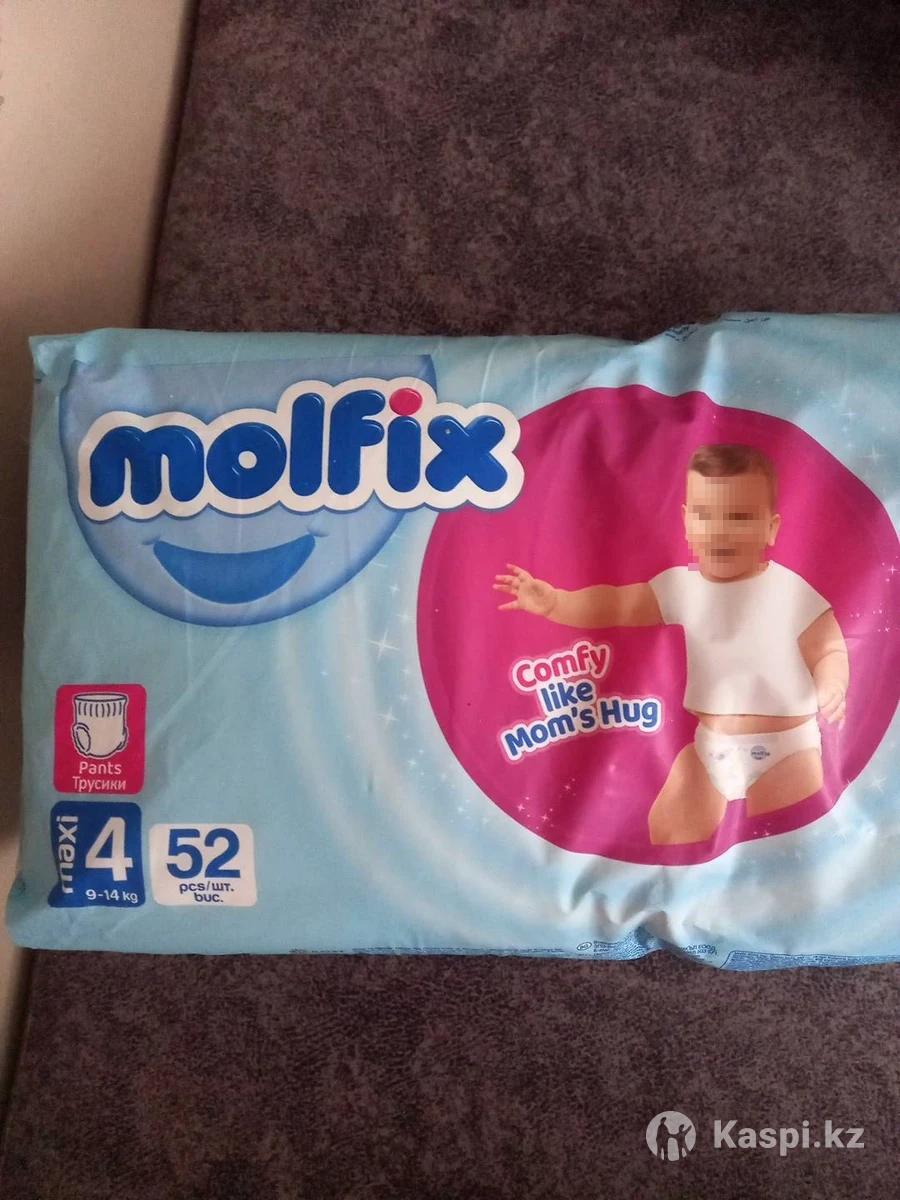 molfix
Comfy
like
Mom's Hug
Pants
Трусики
maxi
4
9-14 kg
52
pcs/шт.
buc.
Kaspi.kz